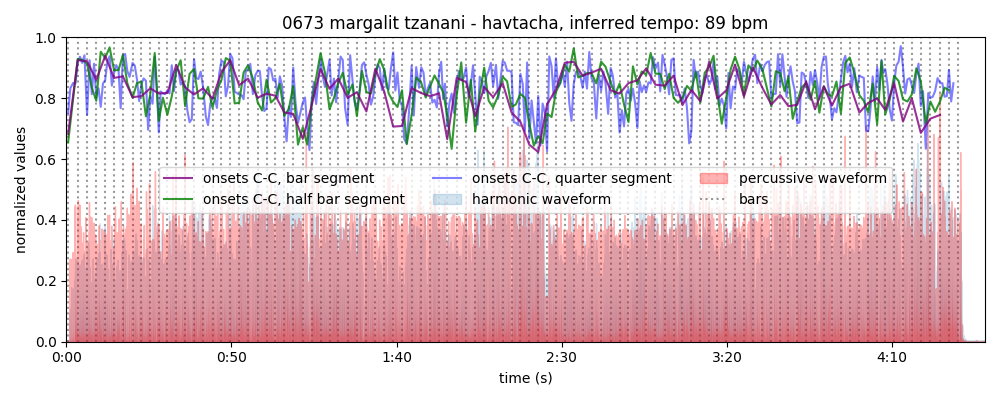 0673 margalit tzanani - havtacha, inferred tempo: 89 bpm
normalized values
1.0
0.8
0.6
0.4
0.2
0.0
onsets C-C, bar segment
onsets C-C, half bar segment
onsets C-C, quarter segment
harmonic waveform
percussive waveform
bars
0:00 0:50 1:40 2:30 3:20 4:10
time (s)